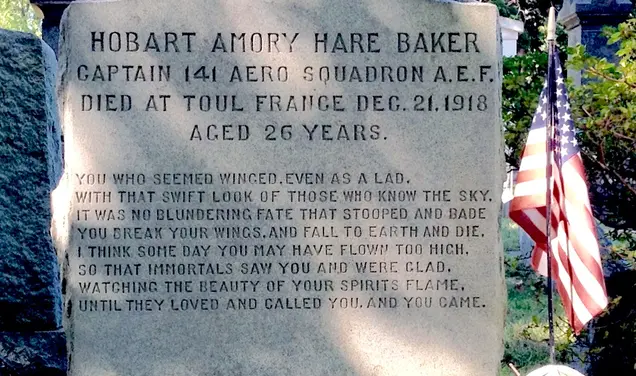 HOBART AMORY HARE BAKER
CAPTAIN 141 AERO SQUADRON A.E.F.
DIED AT TOUL FRANCE DEC. 21, 1918
AGED 26 YEARS.
YOU WHO SEEMED WINGED, EVEN AS A LAD,
WITH THAT SWIFT LOOK OF THOSE WHO KNOW THE SKY,
IT WAS NO BLUNDERING FATE THAT STOOPED AND BADE
YOU BREAK YOUR WINGS, AND FALL TO EARTH AND DIE,
I THINK SOME DAY YOU MAY HAVE FLOWN TOO HIGH,
SO THAT IMMORTALS SAW YOU AND WERE GLAD,
WATCHING THE BEAUTY OF YOUR SPIRITS FLAME,
UNTIL THEY LOVED AND CALLED YOU, AND YOU CAME.